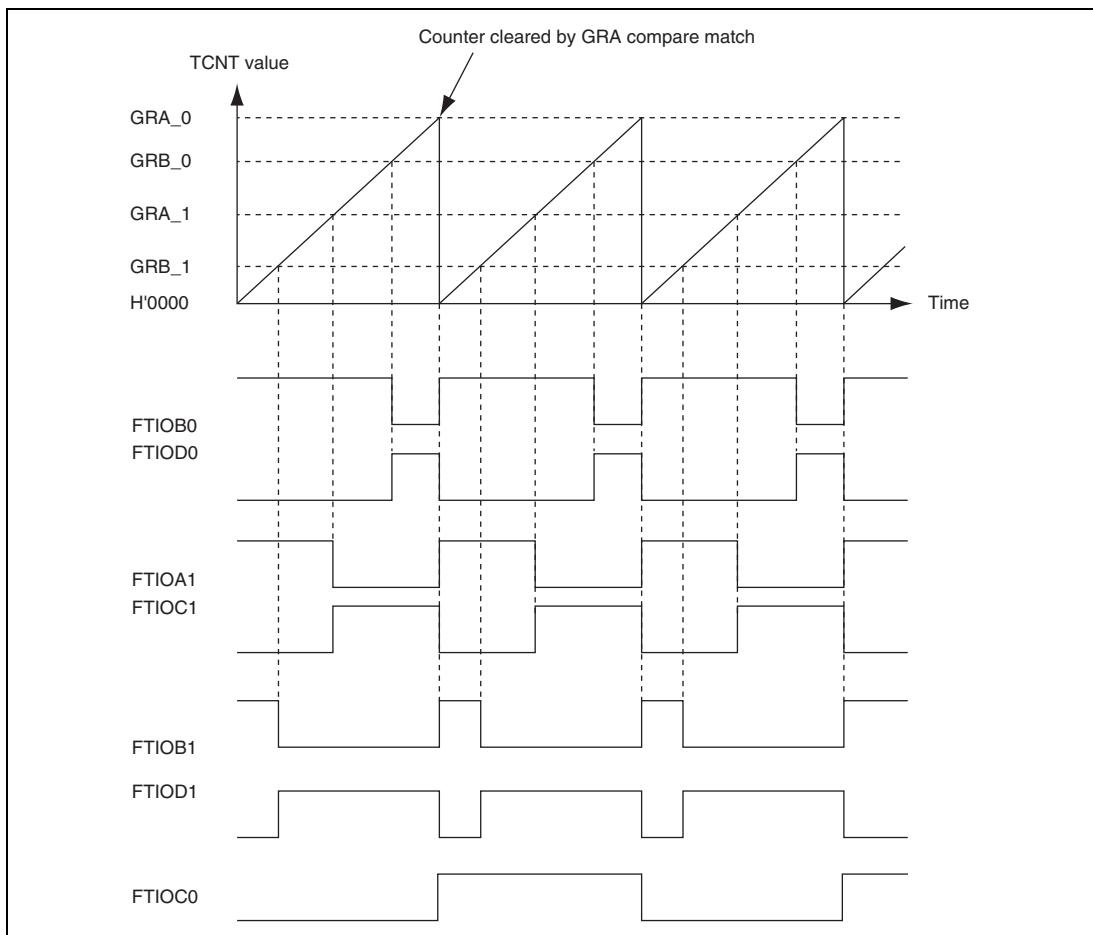 Counter cleared by GRA compare match
TCNT value
GRA_0
GRB_0
GRA_1
GRB_1
H'0000
Time
FTIOB0
FTIOD0
FTIOA1
FTIOC1
FTIOB1
FTIOD1
FTIOC0